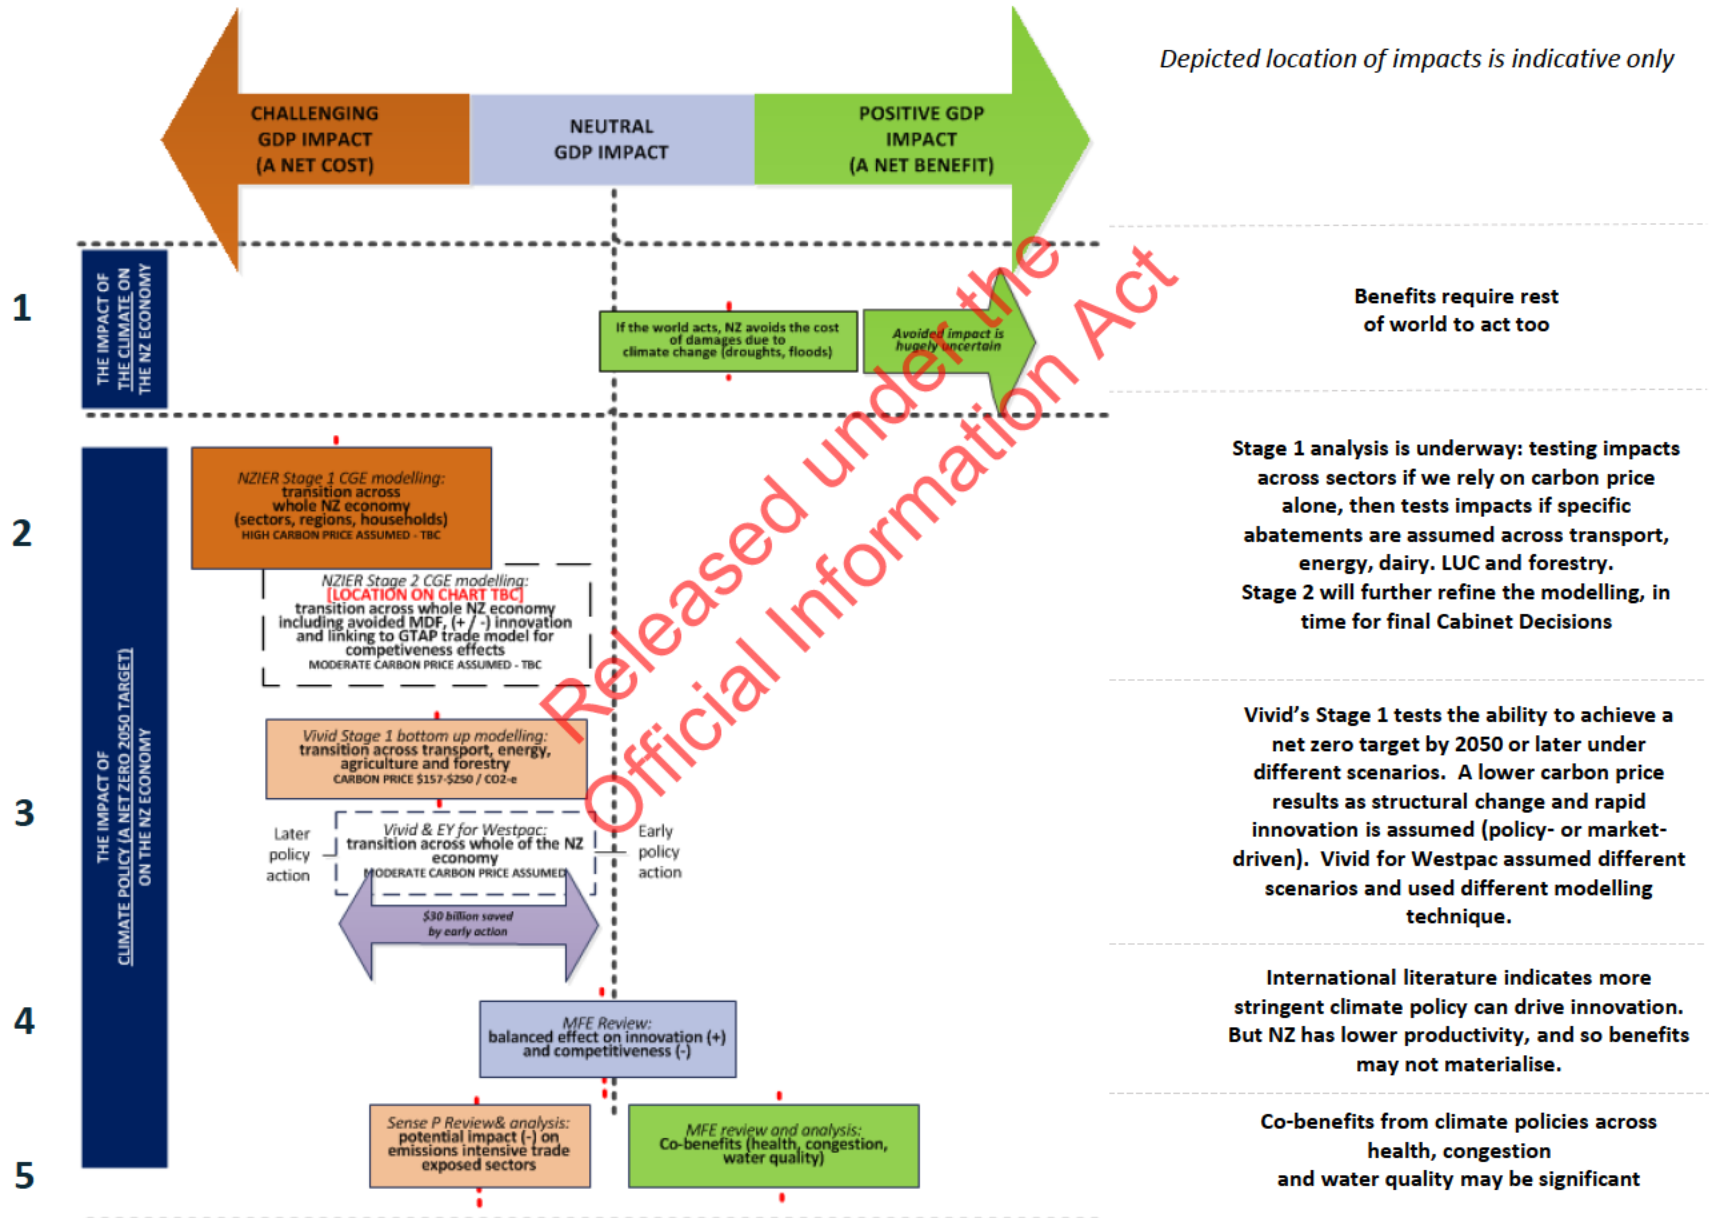 Depicted location of impacts is indicative only
CHALLENGING
GDP IMPACT
(A NET COST)
NEUTRAL
GDP IMPACT
POSITIVE GDP
IMPACT
(A NET BENEFIT)
1
THE IMPACT OF
THE CLIMATE ON
THE NZ ECONOMY
If the world acts, NZ avoids the cost
of damages due to
climate change (droughts, floods)
Avoided impact is
hugely uncertain
Benefits require rest
of world to act too
Released under the
Official Information Act
THE IMPACT OF
CLIMATE POLICY (A NET ZERO 2050 TARGET)
ON THE NZ ECONOMY
2
NZIER Stage 1 CGE modelling:
transition across
whole NZ economy
(sectors, regions, households)
HIGH CARBON PRICE ASSUMED - TBC
NZIER Stage 2 CGE modelling:
[LOCATION ON CHART TBC]
transition across whole NZ economy
including avoided MDF, (+ / -) innovation
and linking to GTAP trade model for
competiveness effects
MODERATE CARBON PRICE ASSUMED - TBC
Stage 1 analysis is underway: testing impacts
across sectors if we rely on carbon price
alone, then tests impacts if specific
abatements are assumed across transport,
energy, dairy. LUC and forestry.
Stage 2 will further refine the modelling, in
time for final Cabinet Decisions
3
Vivid Stage 1 bottom up modelling:
transition across transport, energy,
agriculture and forestry
CARBON PRICE $157-$250 / CO2-e
Later
policy
action
Vivid & EY for Westpac:
transition across whole of the NZ
economy
MODERATE CARBON PRICE ASSUMED
Early
policy
action
$30 billion saved
by early action
Vivid's Stage 1 tests the ability to achieve a
net zero target by 2050 or later under
different scenarios. A lower carbon price
results as structural change and rapid
innovation is assumed (policy- or market-
driven). Vivid for Westpac assumed different
scenarios and used different modelling
technique.
4
MFE Review:
balanced effect on innovation (+)
and competitiveness (-)
International literature indicates more
stringent climate policy can drive innovation.
But NZ has lower productivity, and so benefits
may not materialise.
5
Sense P Review& analysis:
potential impact (-) on
emissions intensive trade
exposed sectors
MFE review and analysis:
Co-benefits (health, congestion,
water quality)
Co-benefits from climate policies across
health, congestion
and water quality may be significant